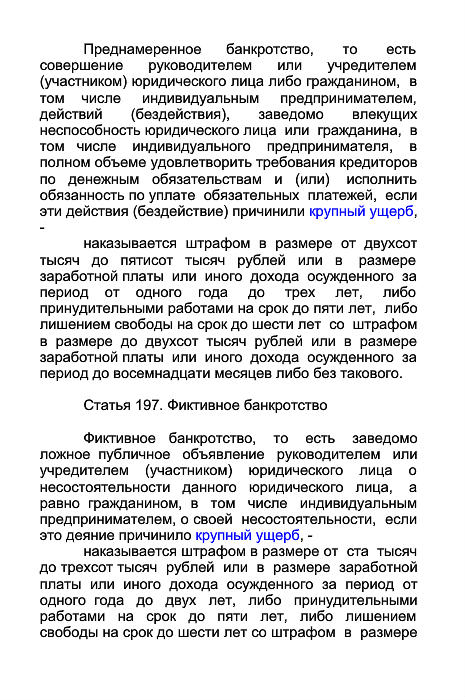 Преднамеренное банкротство, то есть
совершение руководителем или учредителем
(участником) юридического лица либо гражданином, в
том числе индивидуальным предпринимателем,
действий (бездействия), заведомо влекущих
неспособность юридического лица или гражданина, в
том числе индивидуального предпринимателя, в
полном объеме удовлетворить требования кредиторов
по денежным обязательствам и (или) исполнить
обязанность по уплате обязательных платежей, если
эти действия (бездействие) причинили крупный ущерб,
-
наказывается штрафом в размере от двухсот
тысяч до пятисот тысяч рублей или в размере
заработной платы или иного дохода осужденного за
период от одного года до трех лет, либо
принудительными работами на срок до пяти лет, либо
лишением свободы на срок до шести лет со штрафом
в размере до двухсот тысяч рублей или в размере
заработной платы или иного дохода осужденного за
период до восемнадцати месяцев либо без такового.
Статья 197. Фиктивное банкротство
Фиктивное банкротство, то есть заведомо
ложное публичное объявление руководителем или
учредителем (участником) юридического лица о
несостоятельности данного юридического лица, а
равно гражданином, в том числе индивидуальным
предпринимателем, о своей несостоятельности, если
это деяние причинило крупный ущерб, -
наказывается штрафом в размере от ста тысяч
до трехсот тысяч рублей или в размере заработной
платы или иного дохода осужденного за период от
одного года до двух лет, либо принудительными
работами на срок до пяти лет, либо лишением
свободы на срок до шести лет со штрафом в размере